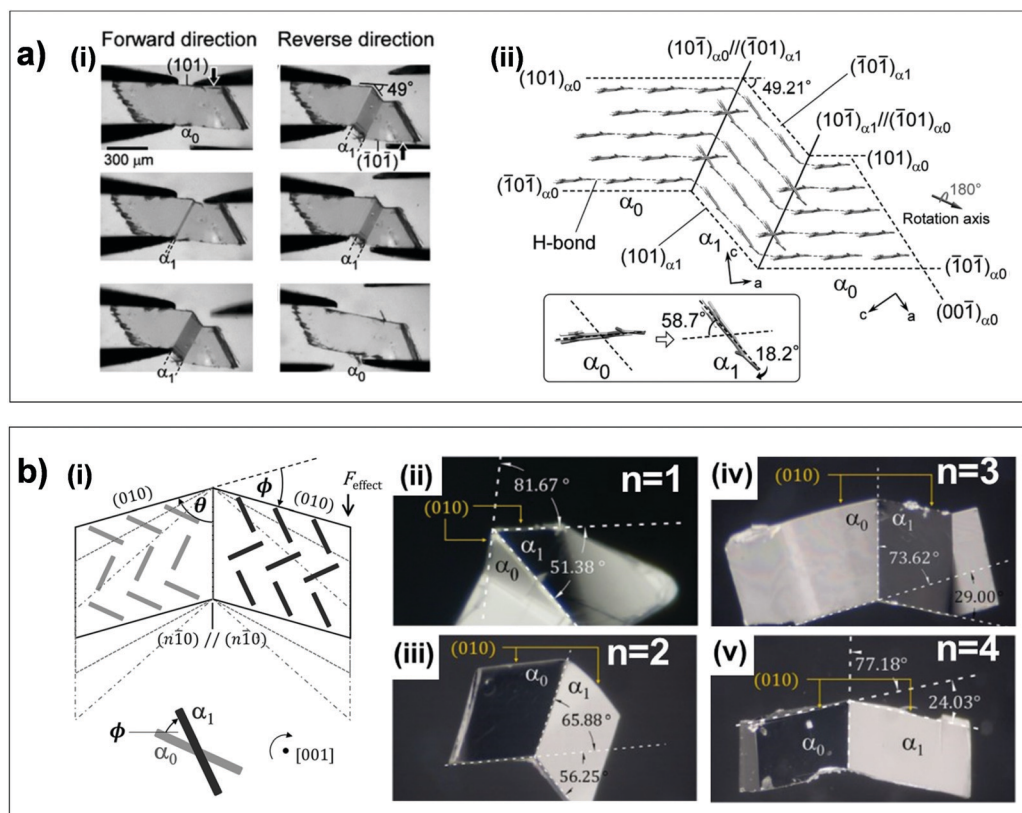 a)
(i)
Forward direction
Reverse direction
(101)
α0
300 μm
49°
α1
(1̄01̄)
α1
α1
α1
α0
(ii)
(101̄)α0//(1̄01)α1
(101)α0
49.21°
(1̄01̄)α1
(101̄)α1//(1̄01)α0
(101)α0
180°
Rotation axis
(1̄01̄)α0
α0
H-bond
(101)α1
α1
c
a
α0
(1̄01̄)α0
c
a
(001̄)α0
58.7°
18.2°
α0
α1
b)
(i)
(010)
θ
ϕ
(010)
Feffect
(n1̄0) // (n1̄0)
ϕ
α1
α0
[001]
(ii)
n=1
81.67°
(010)
α1
α0
51.38°
(iii)
n=2
(010)
α0
α1
65.88°
56.25°
(iv)
n=3
(010)
α0
α1
73.62°
29.00°
(v)
n=4
77.18°
(010)
24.03°
α0
α1